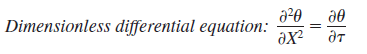 Dimensionless differential equation: ∂²θ/∂X² = ∂θ/∂τ